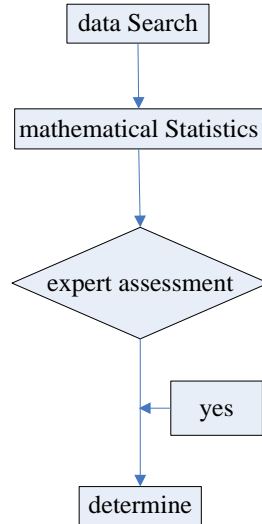 data Search
mathematical Statistics
expert assessment
yes
determine